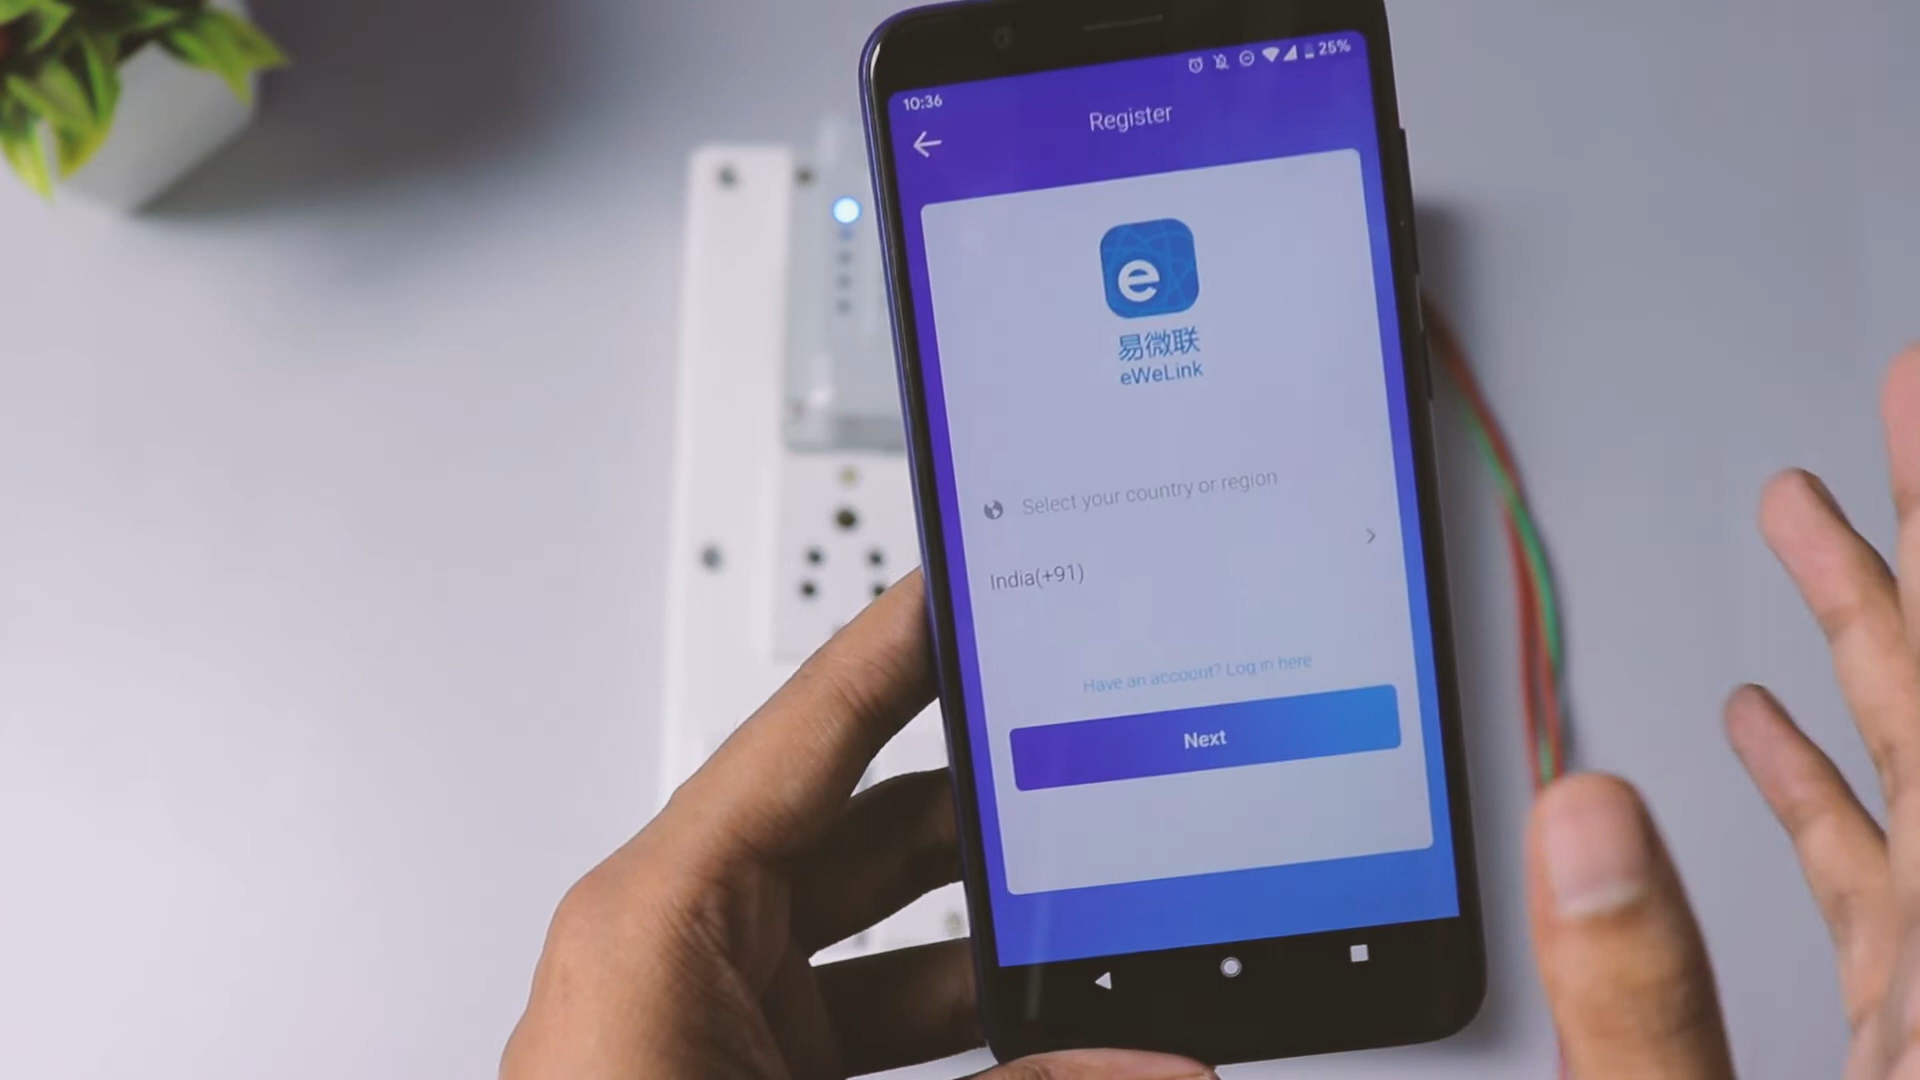 10:36
25%
Register
e
易微联
eWeLink
Select your country or region
India(+91)
Have an account? Log in here
Next